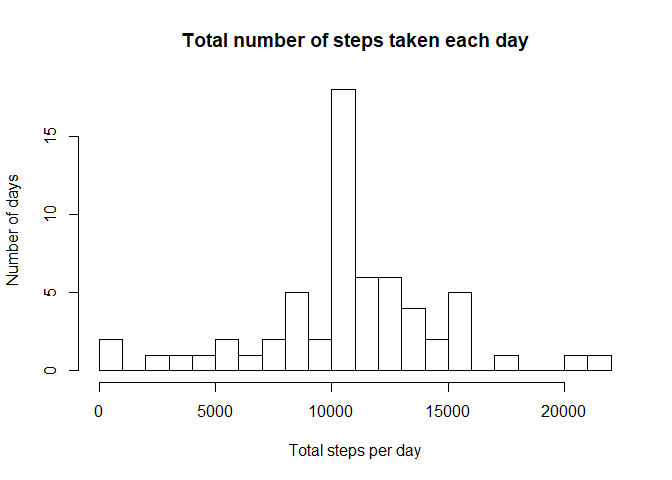 Total number of steps taken each day
15
10
5
0
Number of days
0 5000 10000 15000 20000
Total steps per day